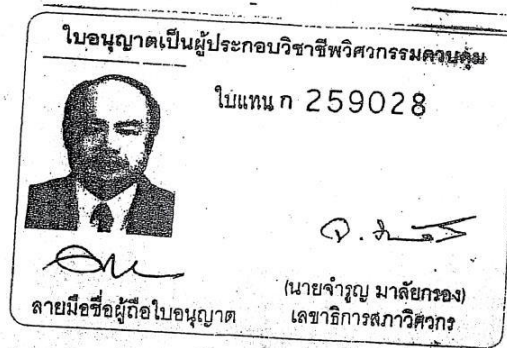 ใบอนุญาตเป็นผู้ประกอบวิชาชีพวิศวกรรมควบคุม
ใบแทน ก 259028
(นายจำรูญ มาลัยกรอง)
ลายมือชื่อผู้ถือใบอนุญาต
เลขาธิการสภาวิศวกร